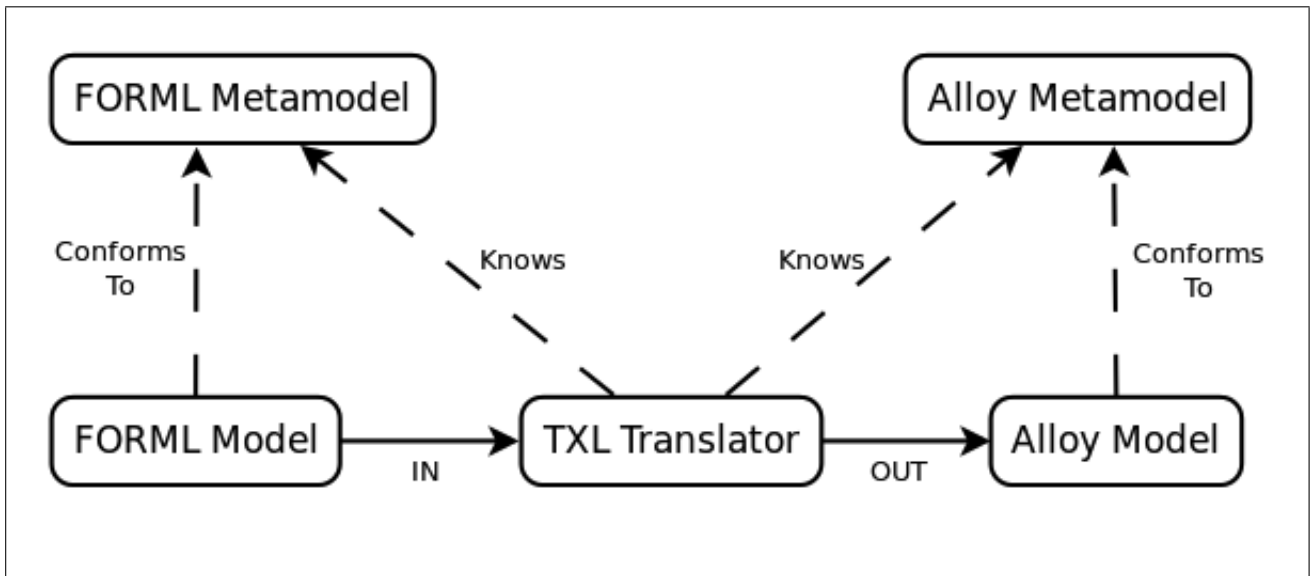 FORML Metamodel
Alloy Metamodel
Conforms
To
Knows
Knows
Conforms
To
FORML Model
IN
TXL Translator
OUT
Alloy Model